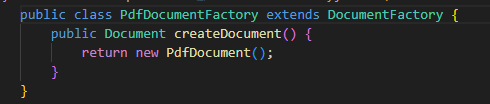 public class PdfDocumentFactory extends DocumentFactory {
    public Document createDocument() {
        return new PdfDocument();
    }
}